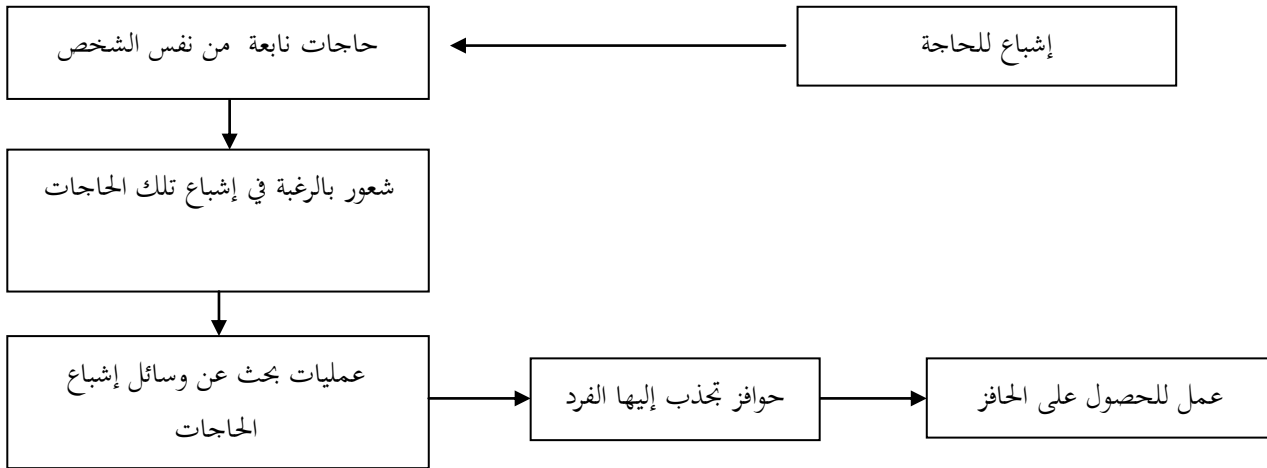 إشباع للحاجة
حاجات نابعة من نفس الشخص
شعور بالرغبة في إشباع تلك الحاجات
عمليات بحث عن وسائل إشباع
الحاجات
حوافز تجذب إليها الفرد
عمل للحصول على الحافز